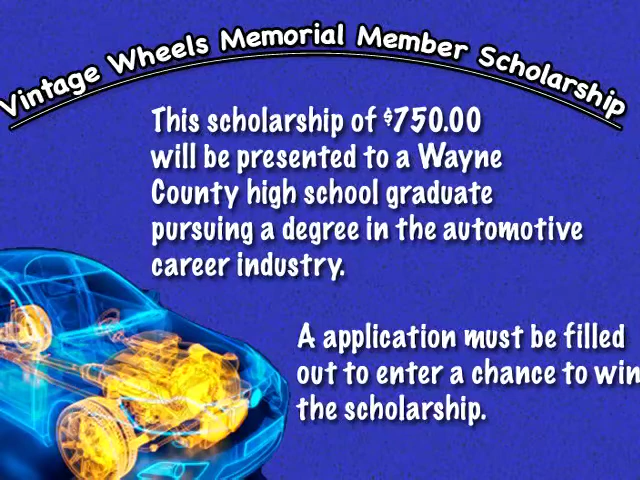 Vintage Wheels Memorial Member Scholarship
This scholarship of $750.00
will be presented to a Wayne
County high school graduate
pursuing a degree in the automotive
career industry.
A application must be filled
out to enter a chance to win
the scholarship.